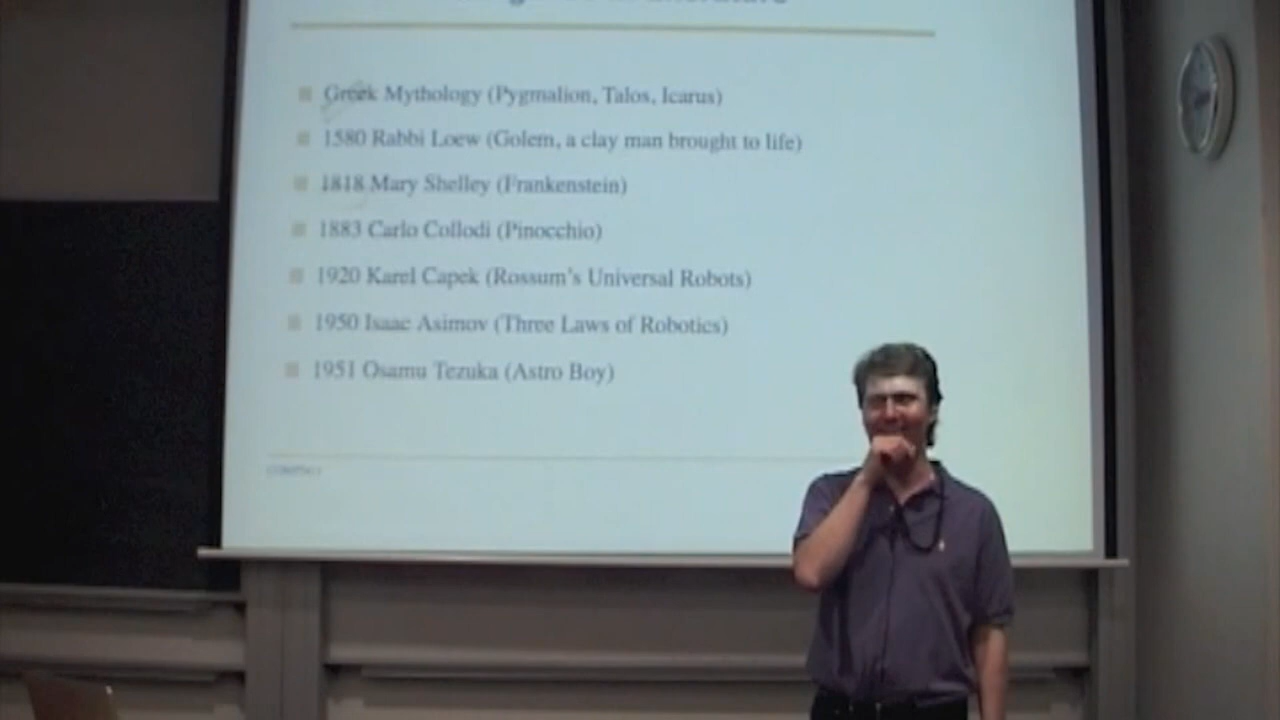 Greek Mythology (Pygmalion, Talos, Icarus)
1580 Rabbi Loew (Golem, a clay man brought to life)
1818 Mary Shelley (Frankenstein)
1883 Carlo Collodi (Pinocchio)
1920 Karel Capek (Rossum's Universal Robots)
1950 Isaac Asimov (Three Laws of Robotics)
1951 Osamu Tezuka (Astro Boy)